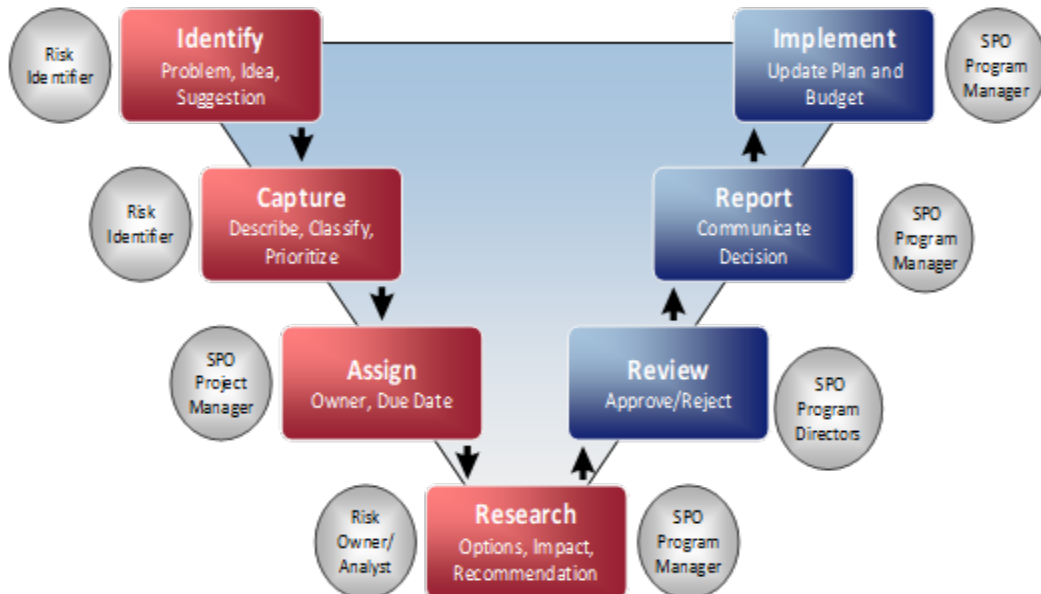 Risk
Identifier
Identify
Problem, Idea,
Suggestion
Implement
Update Plan and
Budget
SPO
Program
Manager
Risk
Identifier
Capture
Describe, Classify,
Prioritize
Report
Communicate
Decision
SPO
Program
Manager
SPO
Project
Manager
Assign
Owner, Due Date
Review
Approve/Reject
SPO
Program
Directors
Risk
Owner/
Analyst
Research
Options, Impact,
Recommendation
SPO
Program
Manager